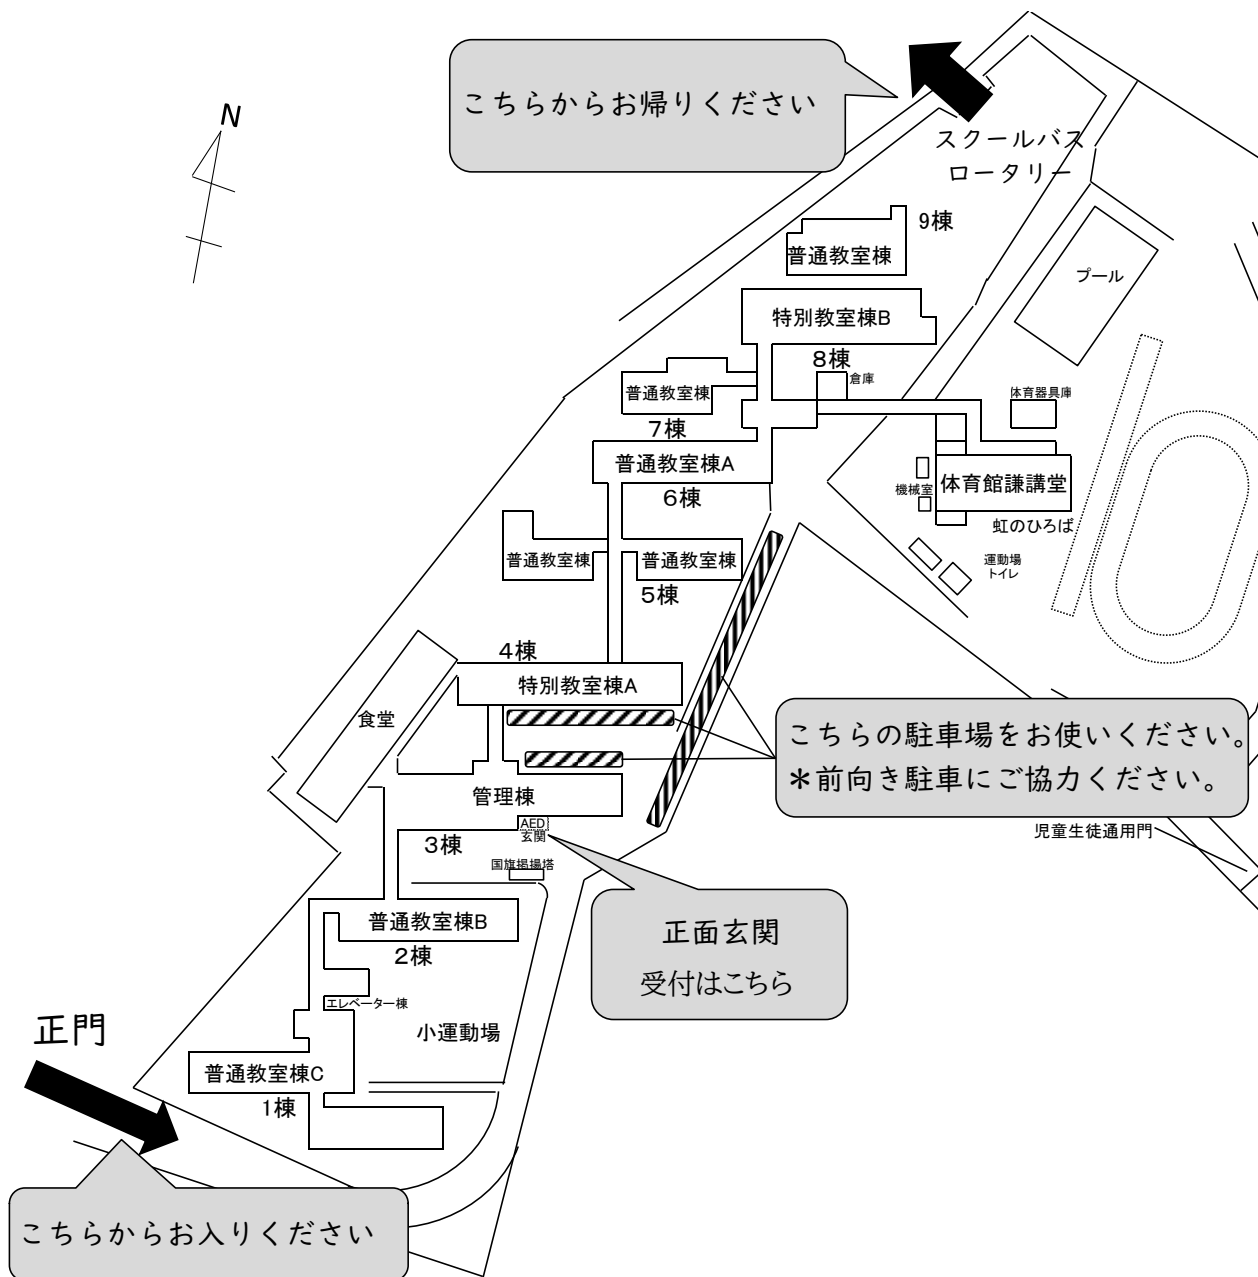 こちらからお帰りください
N
スクールバス
ロータリー
9棟
普通教室棟
プール
特別教室棟B
8棟
倉庫
普通教室棟
体育器具庫
7棟
普通教室棟A
6棟
機械室
体育館謙講堂
虹のひろば
普通教室棟
普通教室棟
運動場
トイレ
5棟
4棟
特別教室棟A
食堂
こちらの駐車場をお使いください。
＊前向き駐車にご協力ください。
管理棟
AED
玄関
3棟
児童生徒通用門
国旗掲揚塔
普通教室棟B
2棟
正面玄関
受付はこちら
エレベーター棟
正門
小運動場
普通教室棟C
1棟
こちらからお入りください